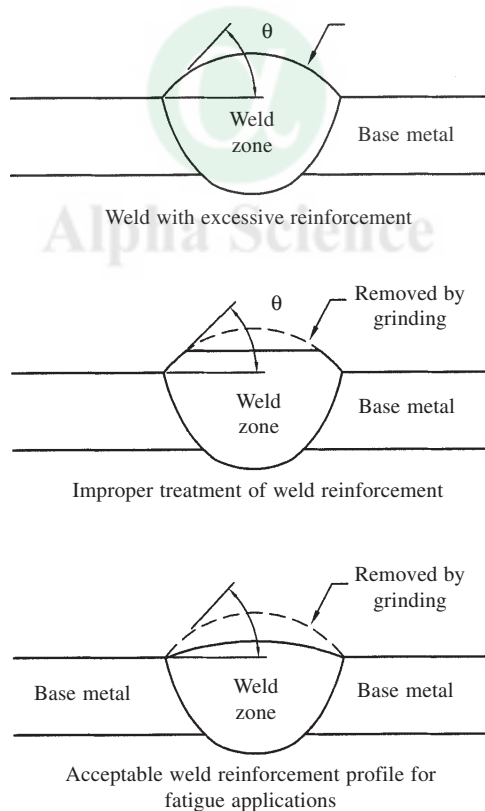 θ
Weld
zone
Base metal
Weld with excessive reinforcement
Alpha Science
θ
Removed by
grinding
Weld
zone
Base metal
Improper treatment of weld reinforcement
Removed by
grinding
Base metal
Weld
zone
Base metal
Acceptable weld reinforcement profile for
fatigue applications